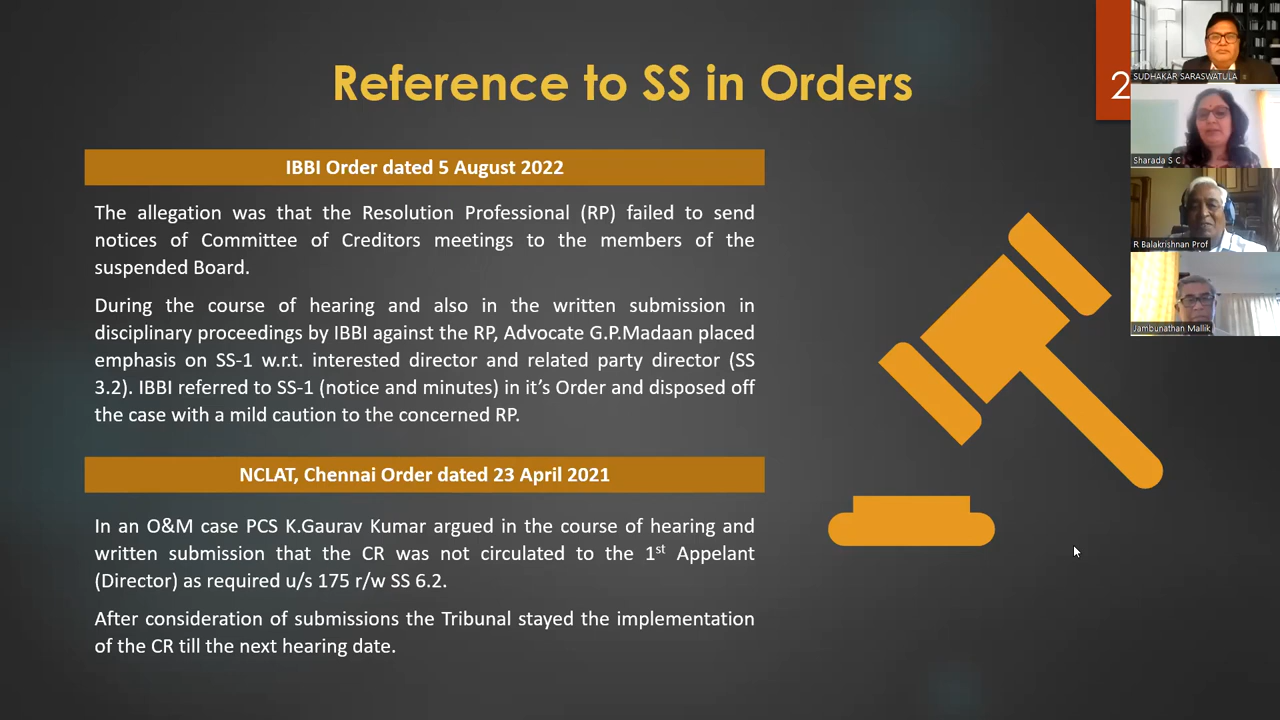 Reference to SS in Orders
2
IBBI Order dated 5 August 2022
The allegation was that the Resolution Professional (RP) failed to send
notices of Committee of Creditors meetings to the members of the
suspended Board.
During the course of hearing and also in the written submission in
disciplinary proceedings by IBBI against the RP, Advocate G.P.Madaan placed
emphasis on SS-1 w.r.t. interested director and related party director (SS
3.2). IBBI referred to SS-1 (notice and minutes) in it's Order and disposed off
the case with a mild caution to the concerned RP.
NCLAT, Chennai Order dated 23 April 2021
In an O&M case PCS K.Gaurav Kumar argued in the course of hearing and
written submission that the CR was not circulated to the 1st Appelant
(Director) as required u/s 175 r/w SS 6.2.
After consideration of submissions the Tribunal stayed the implementation
of the CR till the next hearing date.
SUDHAKAR SARASWATULA
Sharada S C
R Balakrishnan Prof
Jambunathan Mallik